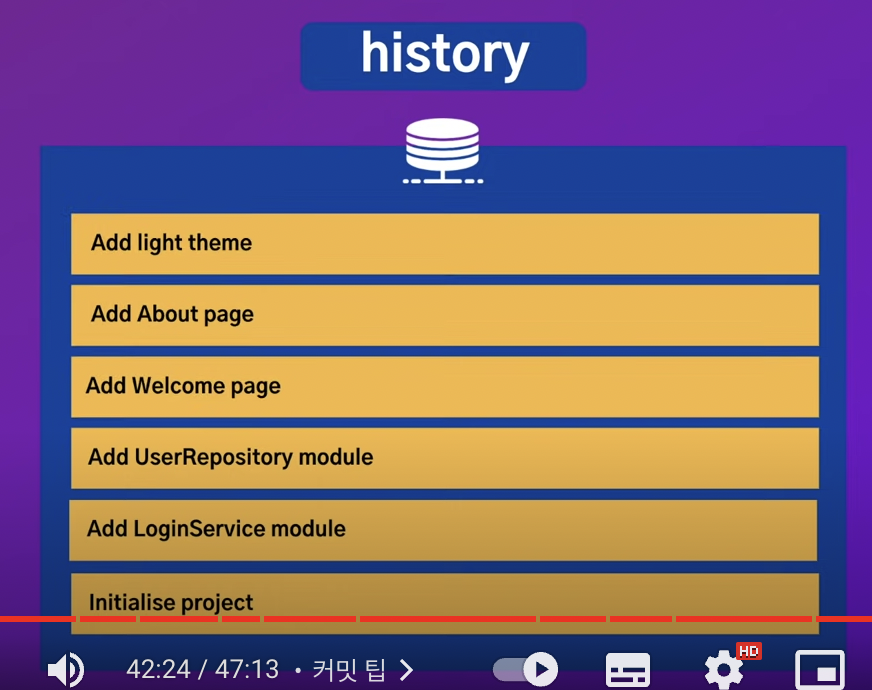 history
Add light theme
Add About page
Add Welcome page
Add UserRepository module
Add LoginService module
Initialise project
42:24 / 47:13 • 커밋 팁
HD